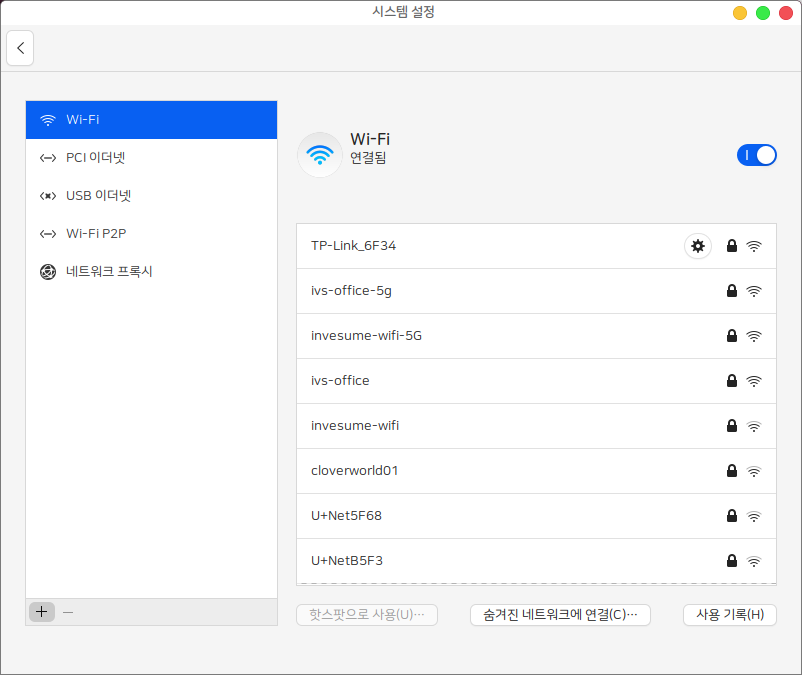 시스템 설정
Wi-Fi
PCI 이더넷
USB 이더넷
Wi-Fi P2P
네트워크 프록시
Wi-Fi
연결됨
TP-Link_6F34
ivs-office-5g
invesume-wifi-5G
ivs-office
invesume-wifi
cloverworld01
U+Net5F68
U+NetB5F3
핫스팟으로 사용(U)…
숨겨진 네트워크에 연결(C)…
사용 기록(H)